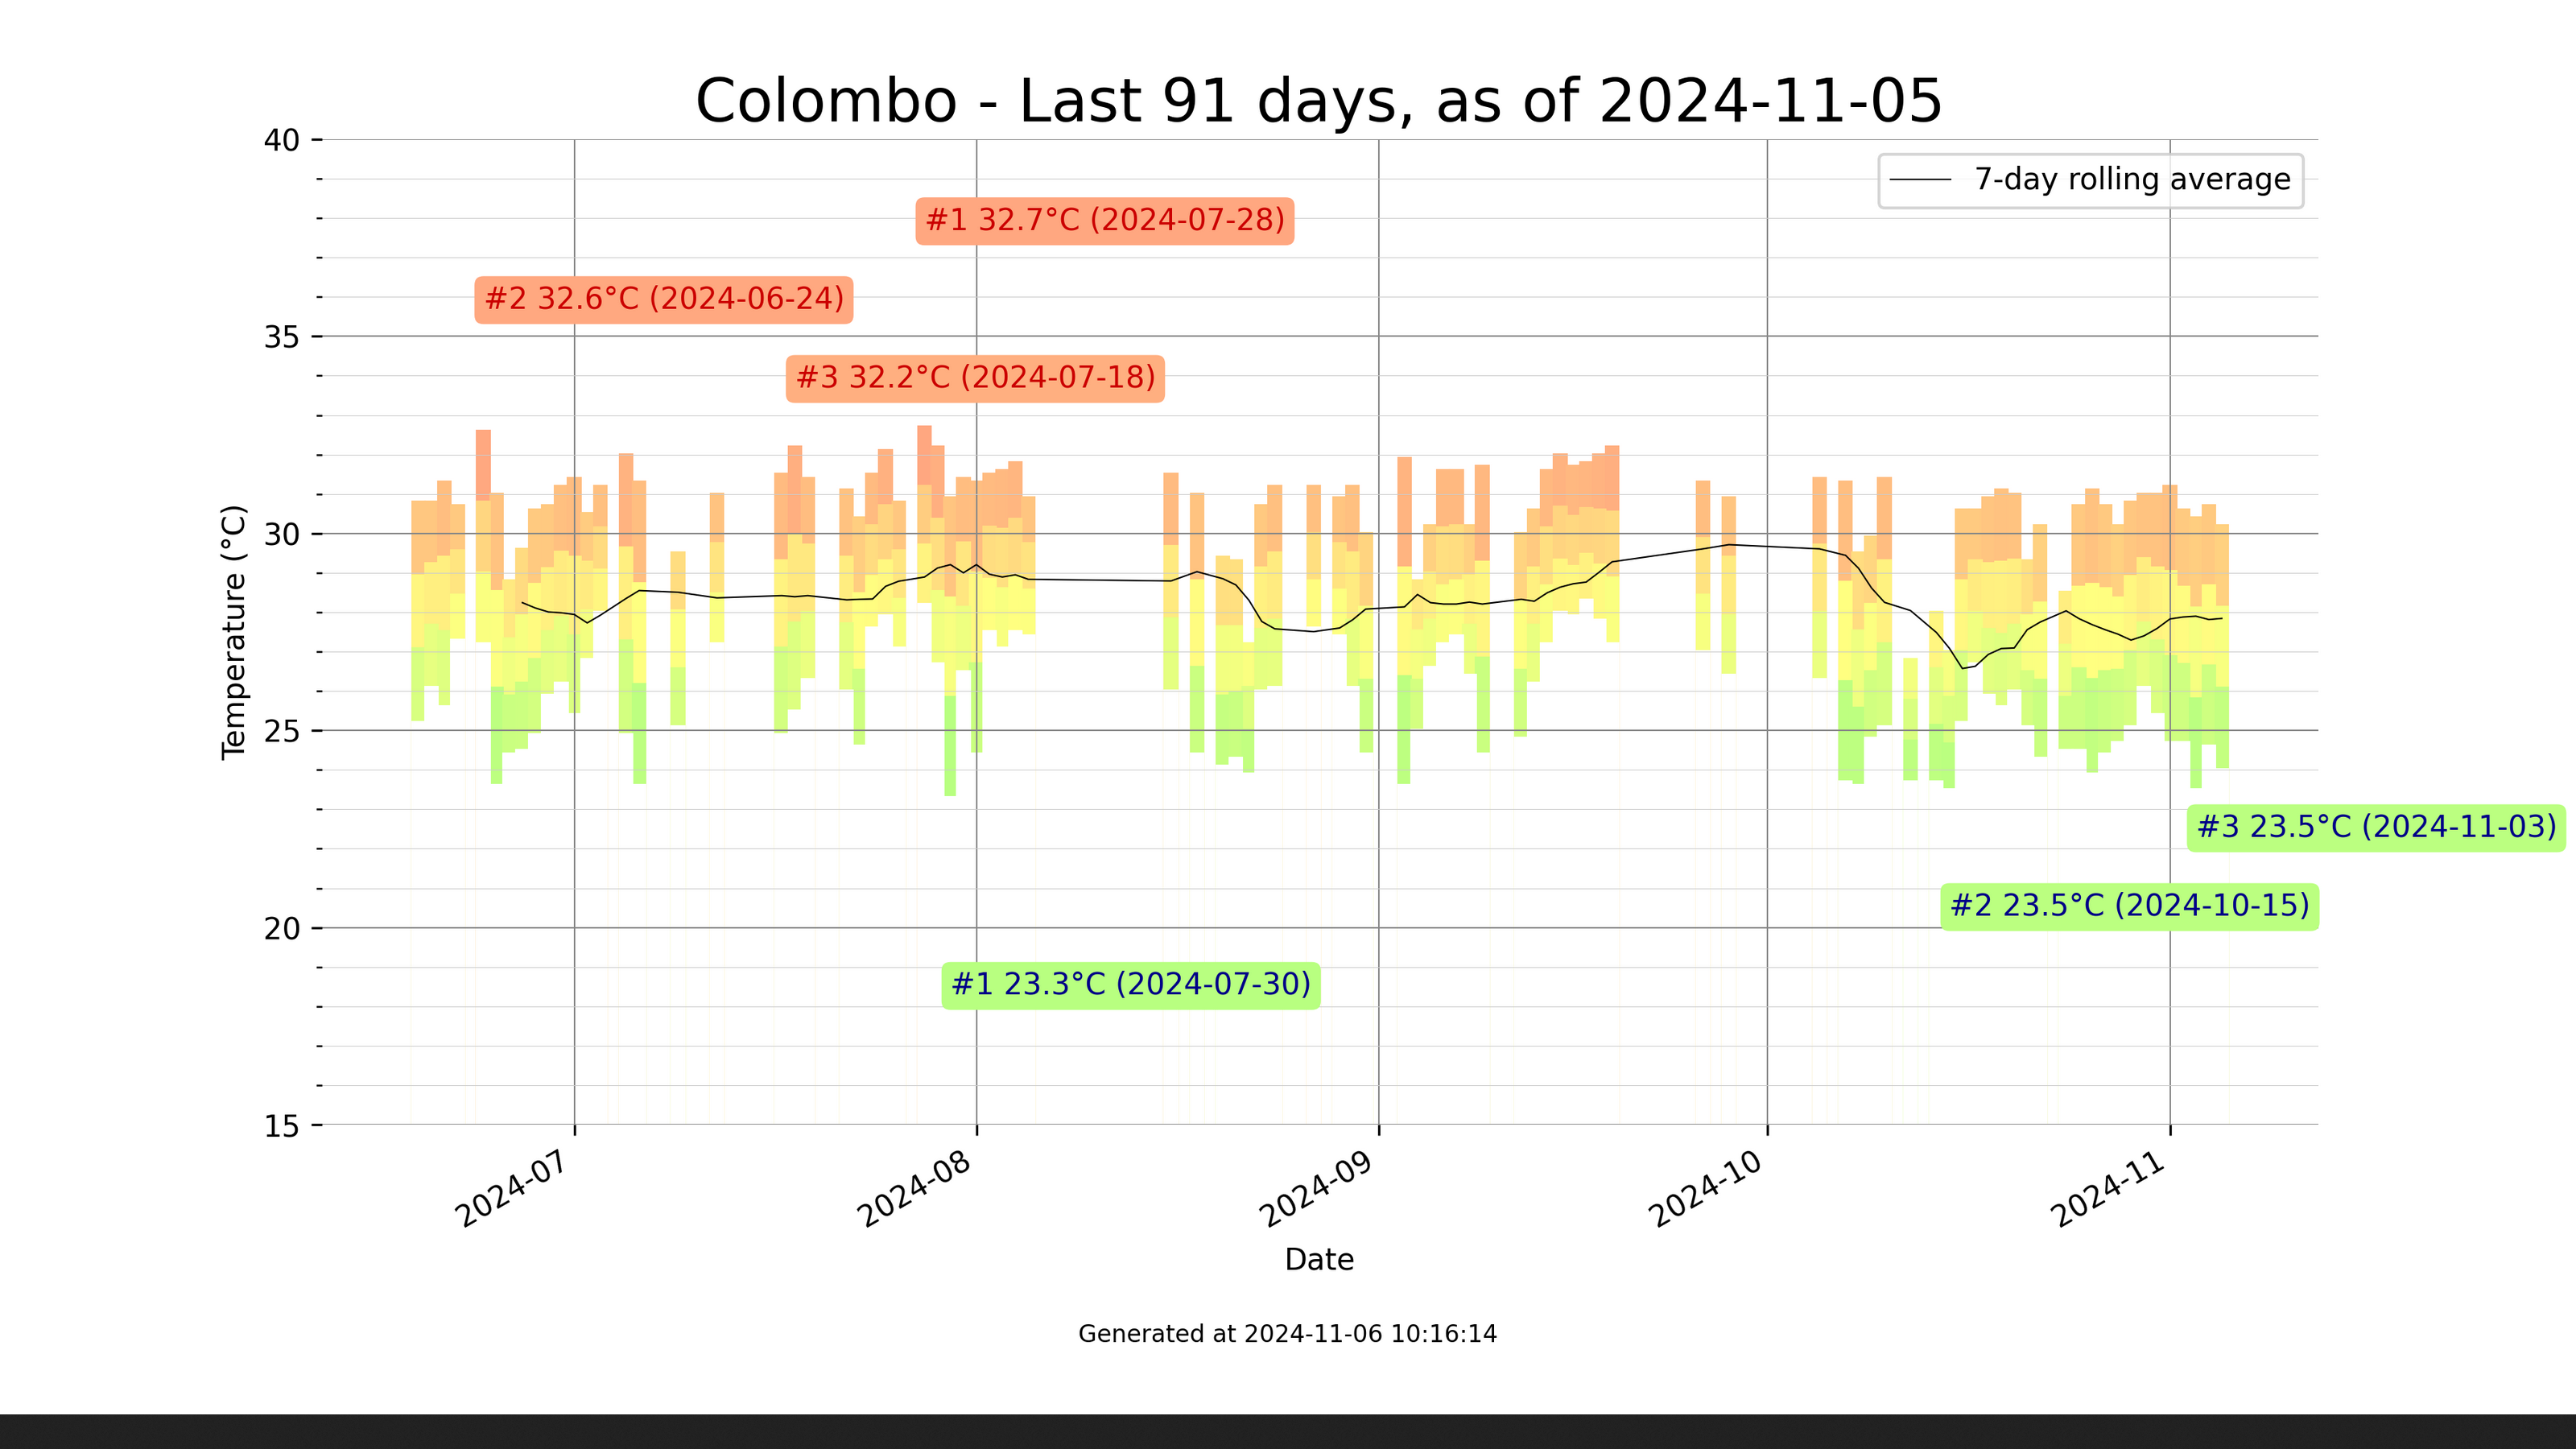 Colombo - Last 91 days, as of 2024-11-05
40
7-day rolling average
#1 32.7°C (2024-07-28)
#2 32.6°C (2024-06-24)
35
#3 32.2°C (2024-07-18)
30
Temperature (°C)
25
#3 23.5°C (2024-11-03)
#2 23.5°C (2024-10-15)
20
#1 23.3°C (2024-07-30)
15
2024-07
2024-08
2024-09
2024-10
2024-11
Date
Generated at 2024-11-06 10:16:14